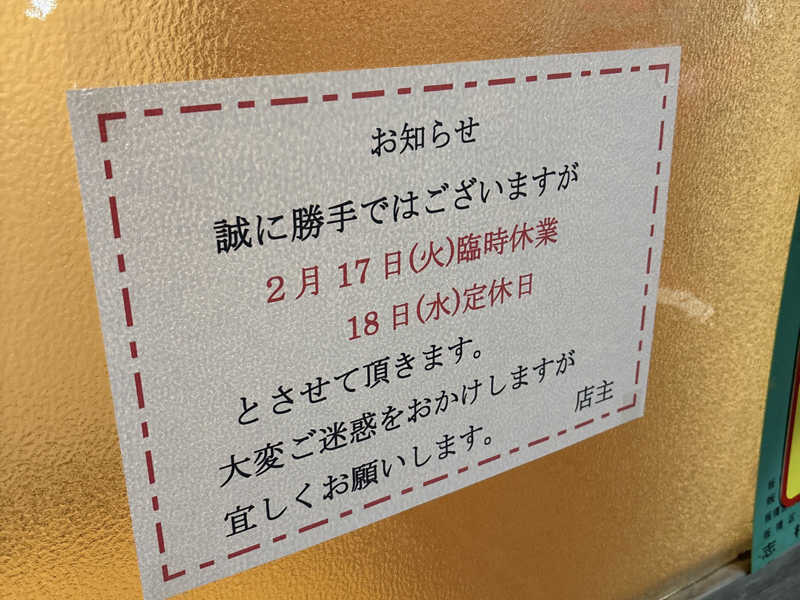 お知らせ
誠に勝手ではございますが
2月17日(火)臨時休業
18日(水)定休日
とさせて頂きます。
大変ご迷惑をおかけしますが
宜しくお願いします。
店主